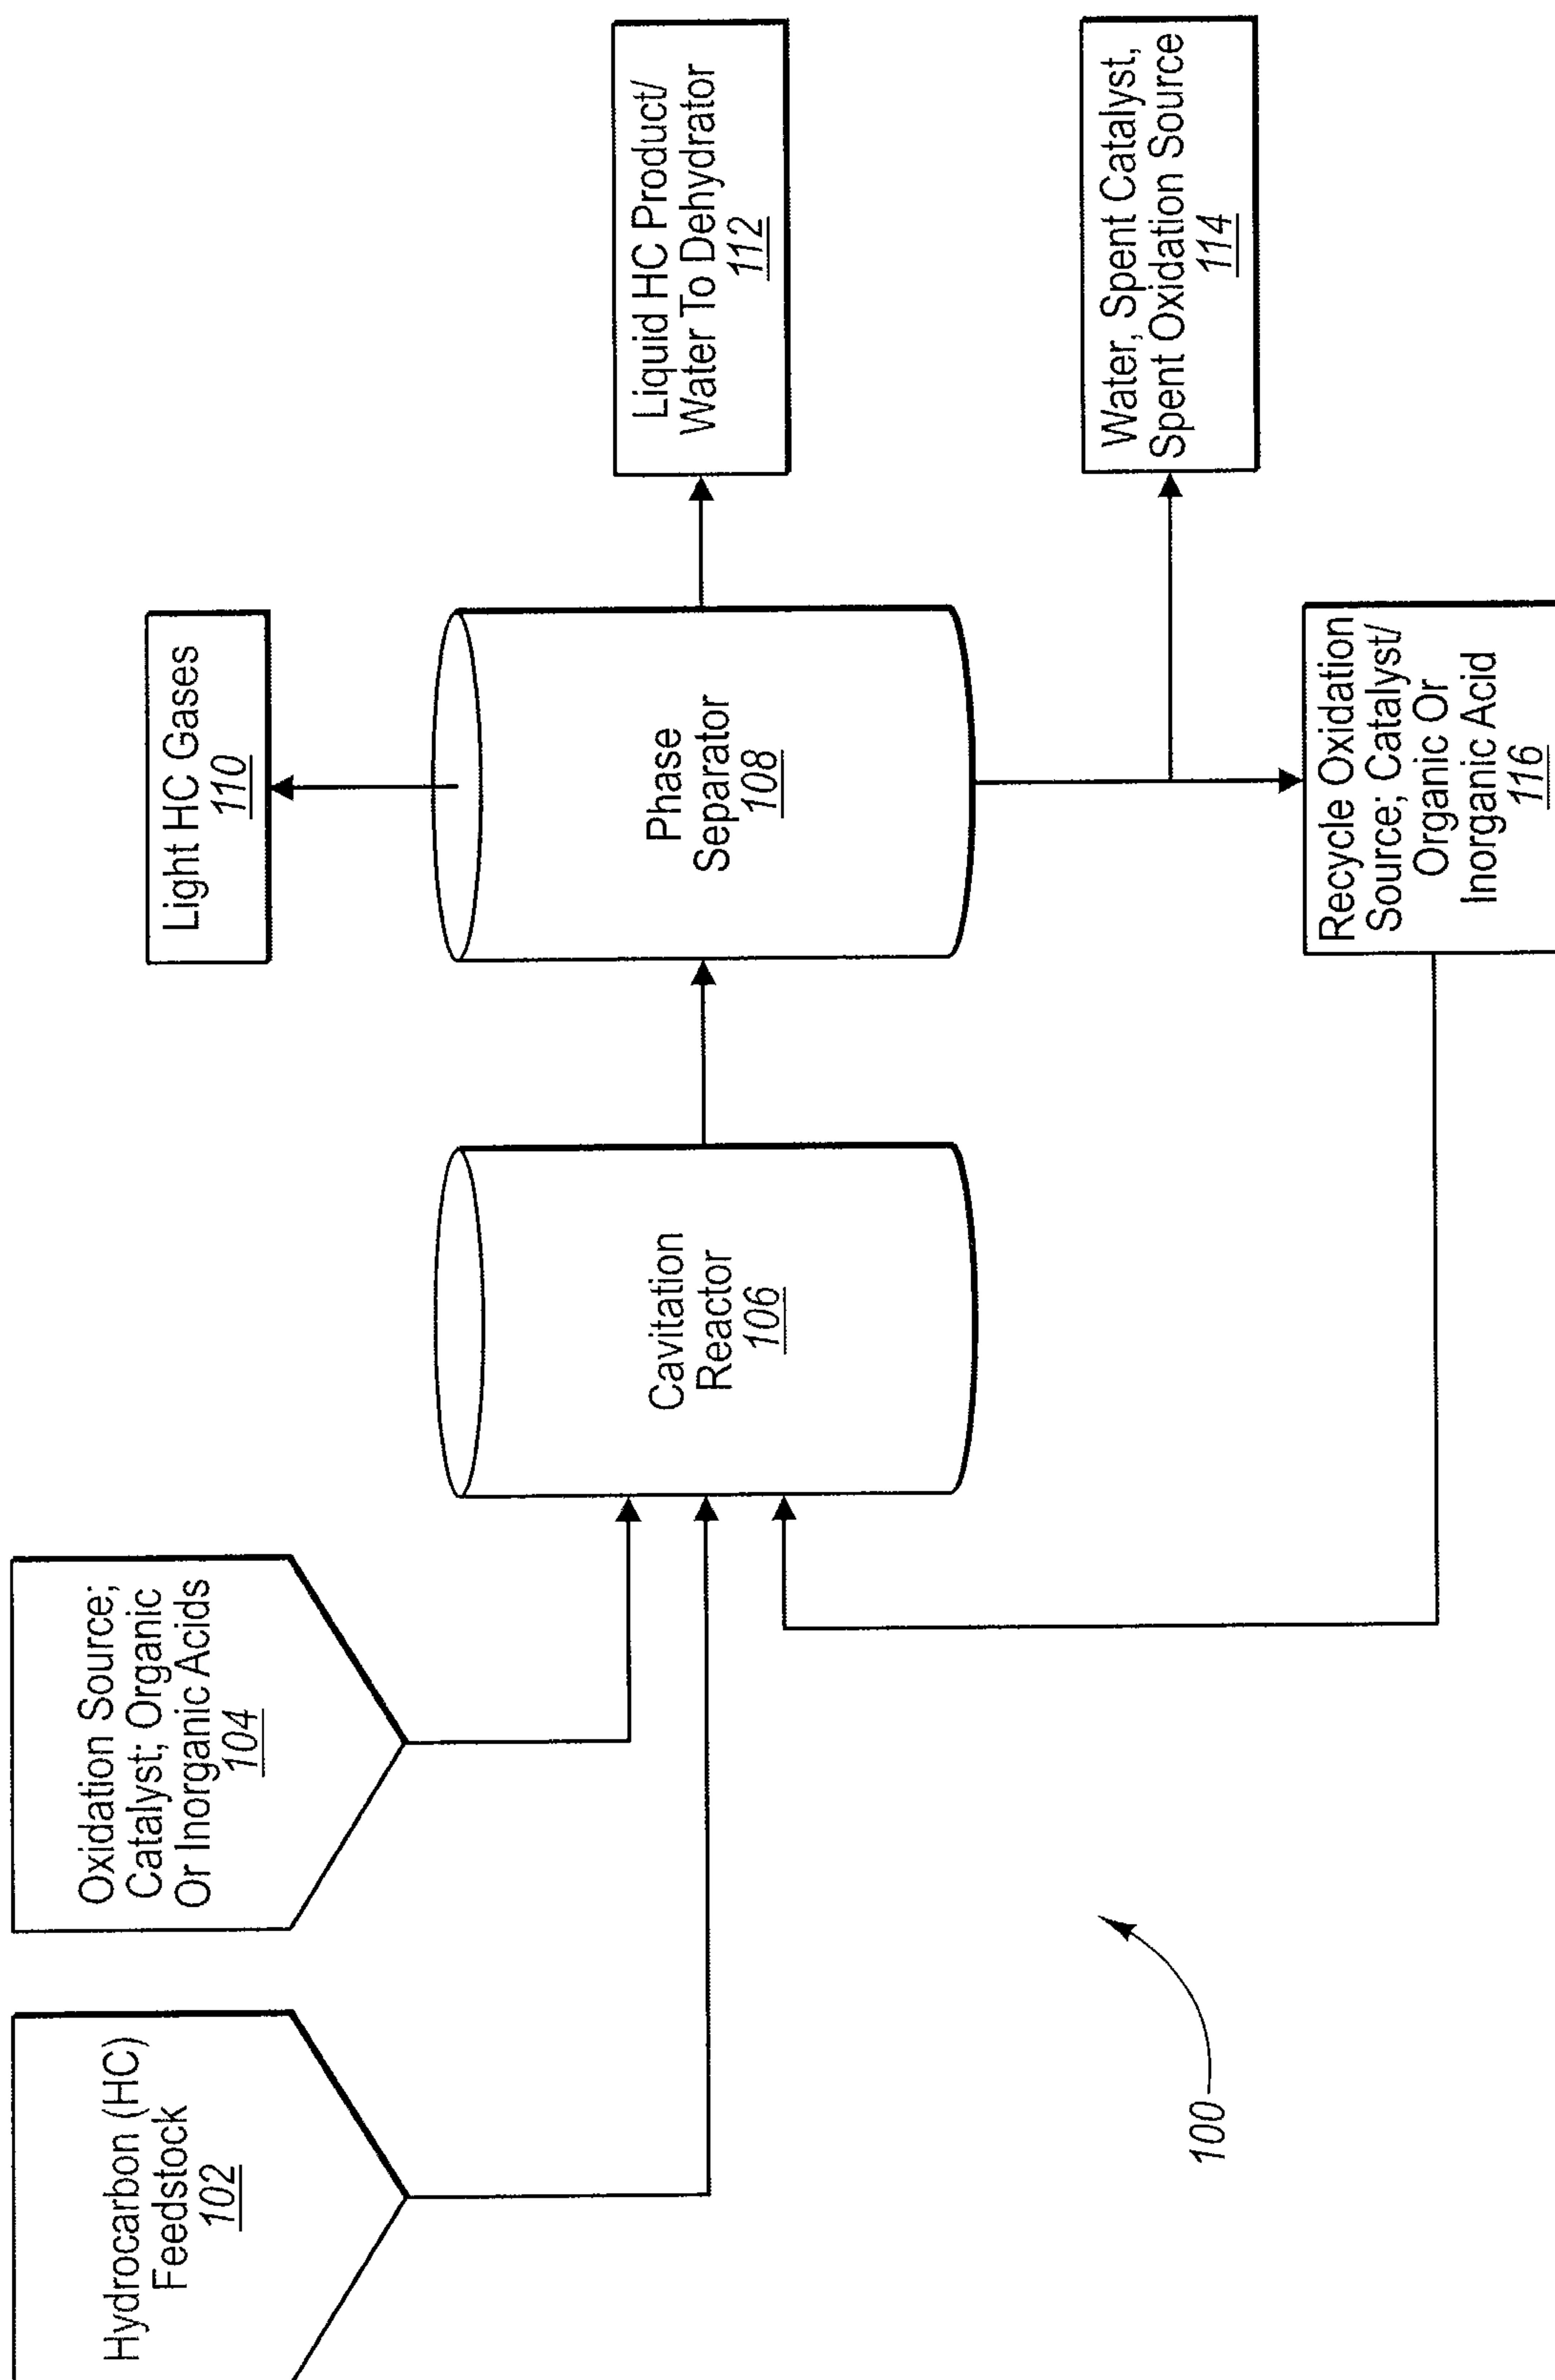 Hydrocarbon (HC)
Feedstock
102
Oxidation Source;
Catalyst; Organic
Or Inorganic Acids
104
Cavitation
Reactor
106
Phase
Separator
108
Light HC Gases
110
Liquid HC Product/
Water To Dehydrator
112
Water, Spent Catalyst,
Spent Oxidation Source
114
Recycle Oxidation
Source; Catalyst/
Organic Or
Inorganic Acid
116
100